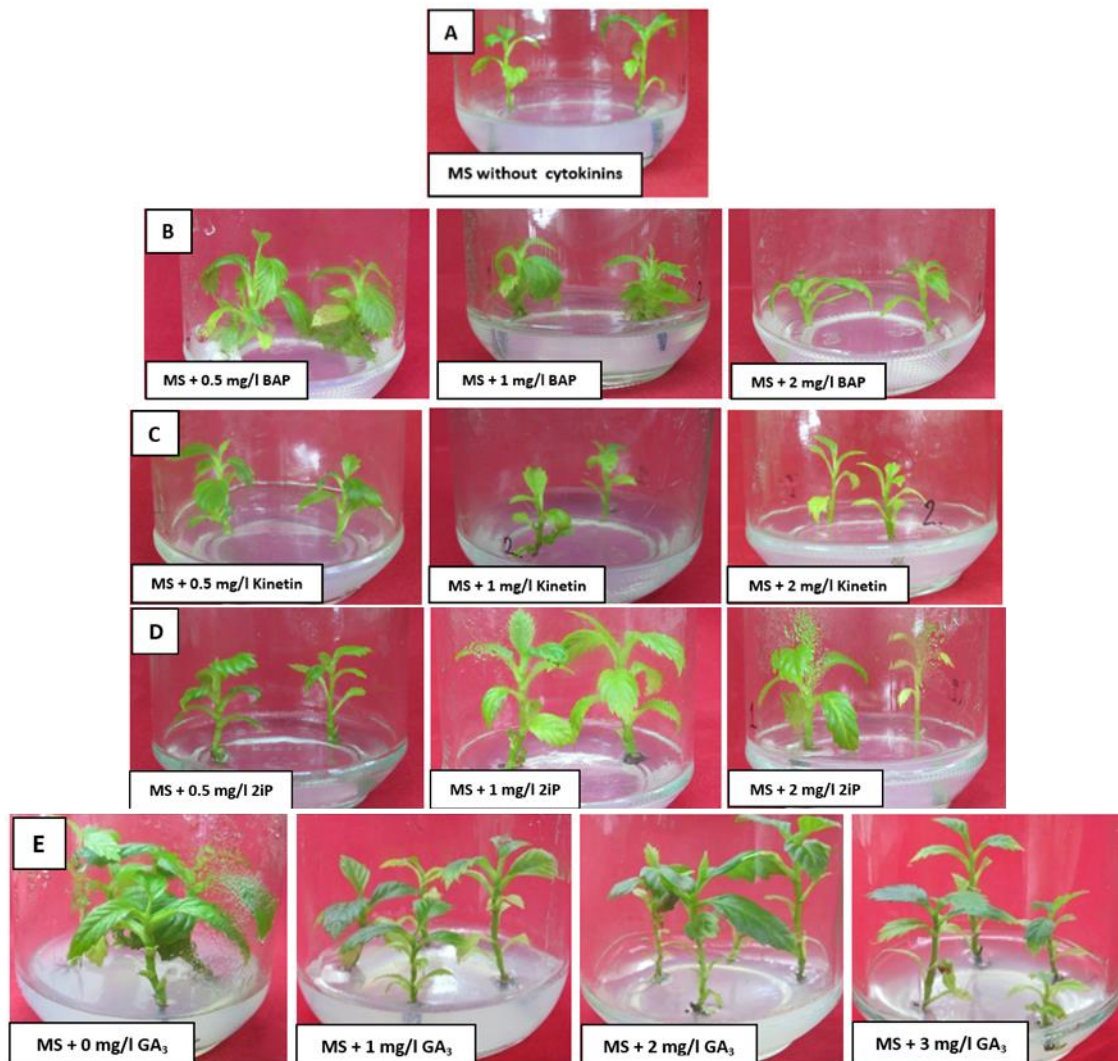 A
MS without cytokinins
B
MS + 0.5 mg/l BAP
MS + 1 mg/l BAP
MS + 2 mg/l BAP
C
MS + 0.5 mg/l Kinetin
MS + 1 mg/l Kinetin
MS + 2 mg/l Kinetin
2.
2.
D
MS + 0.5 mg/l 2iP
MS + 1 mg/l 2iP
MS + 2 mg/l 2iP
E
MS + 0 mg/l GA₃
MS + 1 mg/l GA₃
MS + 2 mg/l GA₃
MS + 3 mg/l GA₃